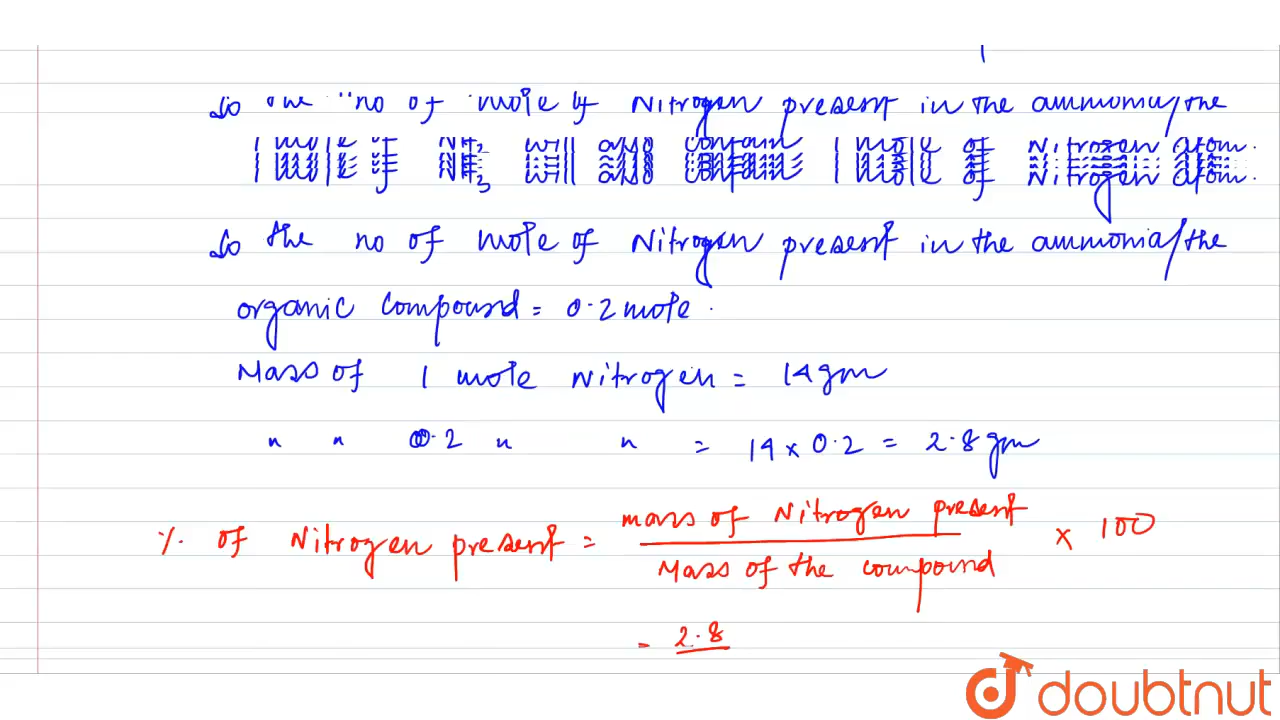 So the no of mole of Nitrogen present in the ammonia/the
1 mole of NH3 will also contain 1 mole of Nitrogen atom.
So the no of mole of Nitrogen present in the ammonia/the
organic compound = 0.2 mole.
Mass of 1 mole Nitrogen = 14 gm
" " 0.2 " " = 14 x 0.2 = 2.8 gm
% of Nitrogen present = mass of Nitrogen present x 100
Mass of the compound
= 2.8
doubtnut